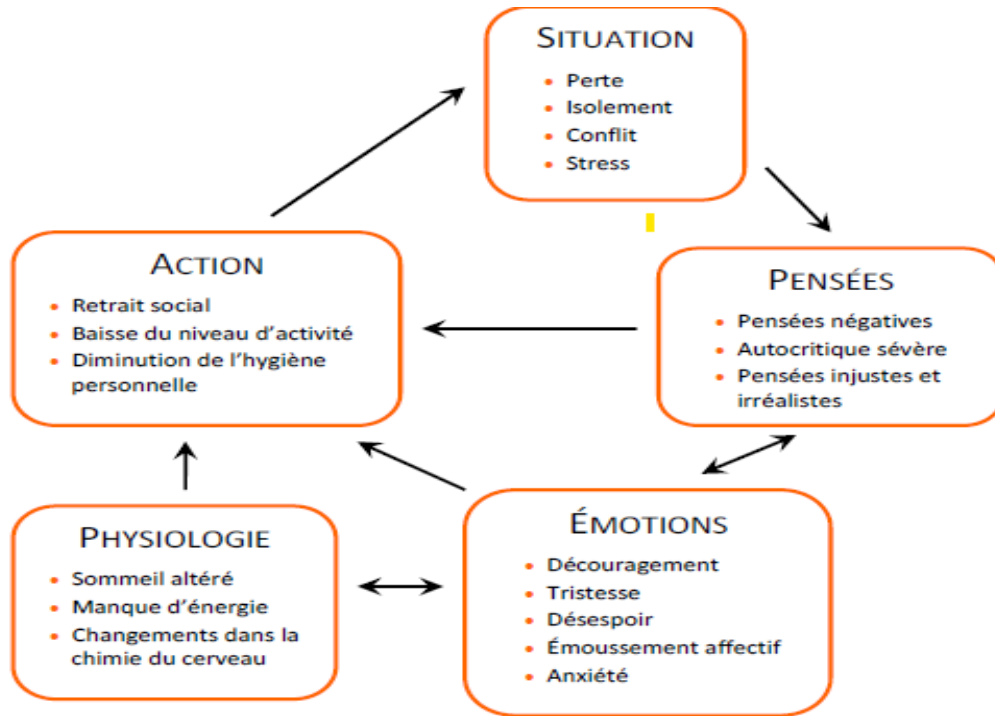 SITUATION
• Perte
• Isolement
• Conflit
• Stress
ACTION
• Retrait social
• Baisse du niveau d'activité
• Diminution de l'hygiène
personnelle
PENSÉES
• Pensées négatives
• Autocritique sévère
• Pensées injustes et
irréalistes
PHYSIOLOGIE
• Sommeil altéré
• Manque d'énergie
• Changements dans la
chimie du cerveau
ÉMOTIONS
• Découragement
• Tristesse
• Désespoir
• Émoussement affectif
• Anxiété